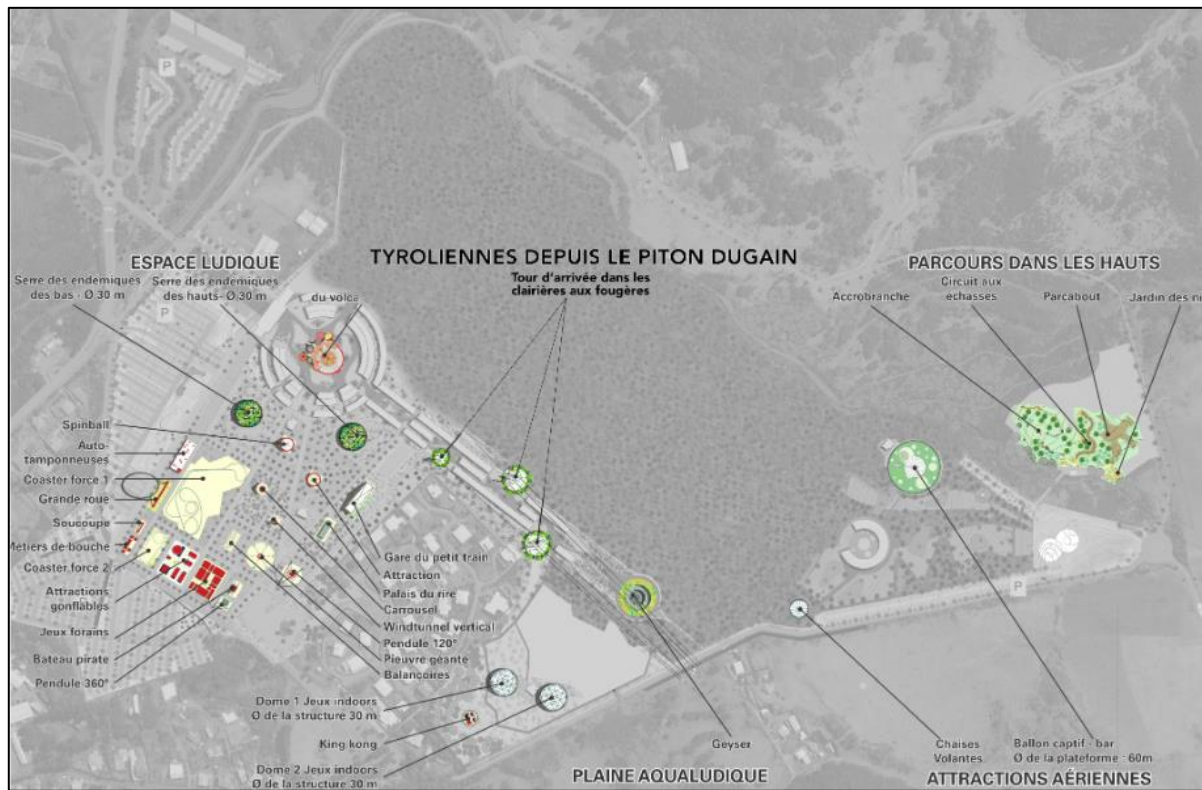 P
TYROLIENNES DEPUIS LE PITON DUGAIN
Tour d'arrivée dans les
clairières aux fougères
ESPACE LUDIQUE
Serre des endemiques
des bas - Ø 30 m
Serre des endemiques
des hauts- Ø 30 m
du volca
P
PARCOURS DANS LES HAUTS
Accrobranche
Circuit aux
echasses
Parcabout
Jardin des ni
Spinball
Auto-
tamponneuses
Coaster force 1
Grande roue
Soucoupe
Metiers de bouche
Coaster force 2
Attractions
gonflables
Jeux forains
Bateau pirate
Pendule 360°
Gare du petit train
Attraction
Palais du rire
Carrousel
Windtunnel vertical
Pendule 120°
Pieuvre géante
Balançoires
P
Dome 1 Jeux indoors
Ø de la structure 30 m
King kong
Dome 2 Jeux indoors
Ø de la structure 30 m
Geyser
PLAINE AQUALUDIQUE
Chaises
Volantes
Ballon captif - bar
Ø de la plateforme : 60m
ATTRACTIONS AÉRIENNES